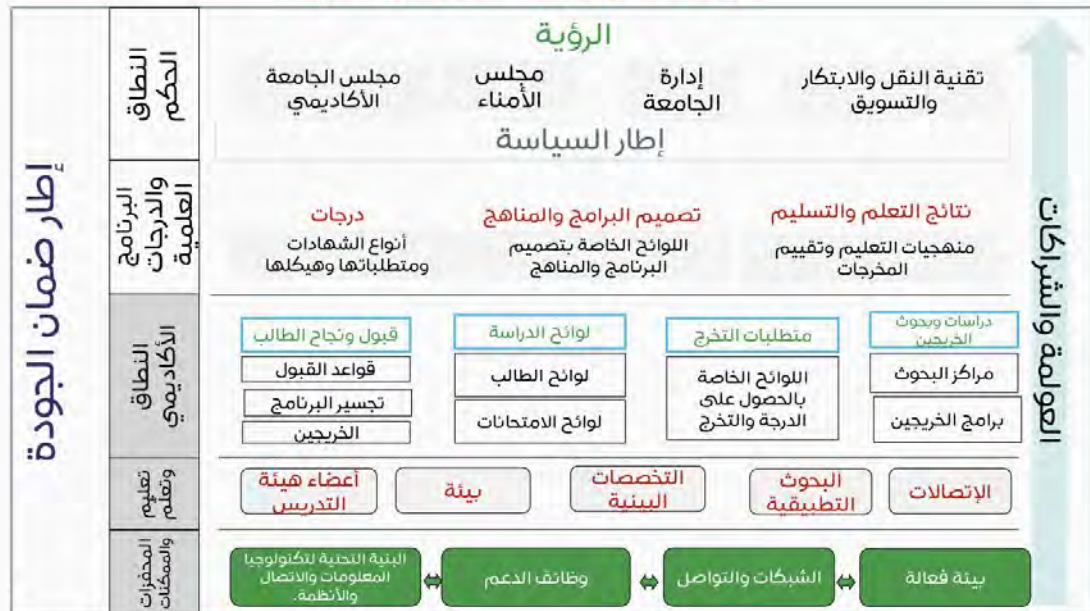 الرؤية
النطاق
الحكم
تقنية النقل والابتكار
والتسويق
إدارة
الجامعة
مجلس
الأمناء
مجلس الجامعة
الأكاديمي
إطار السياسة
إطار ضمان الجودة
العولمة والشراكات
البرنامج
والدرجات
العلمية
نتائج التعلم والتسليم
منهجيات التعليم وتقييم
المخرجات
تصميم البرامج والمناهج
اللوائح الخاصة بتصميم
البرنامج والمناهج
درجات
أنواع الشهادات
ومتطلباتها وهيكلها
النطاق
الأكاديمي
دراسات وبحوث
الخريجين
مراكز البحوث
برامج الخريجين
متطلبات التخرج
اللوائح الخاصة
بالحصول على
الدرجة والتخرج
لوائح الدراسة
لوائح الطالب
لوائح الامتحانات
قبول ونجاح الطالب
قواعد القبول
تجسير البرنامج
الخريجين
تعليم
وتعلم
الإتصالات
البحوث
التطبيقية
التخصصات
البينية
بيئة
أعضاء هيئة
التدريس
المحفزات
والممكنات
بيئة فعالة
الشبكات والتواصل
وظائف الدعم
البنية التحتية لتكنولوجيا
المعلومات والاتصال
والأنظمة.